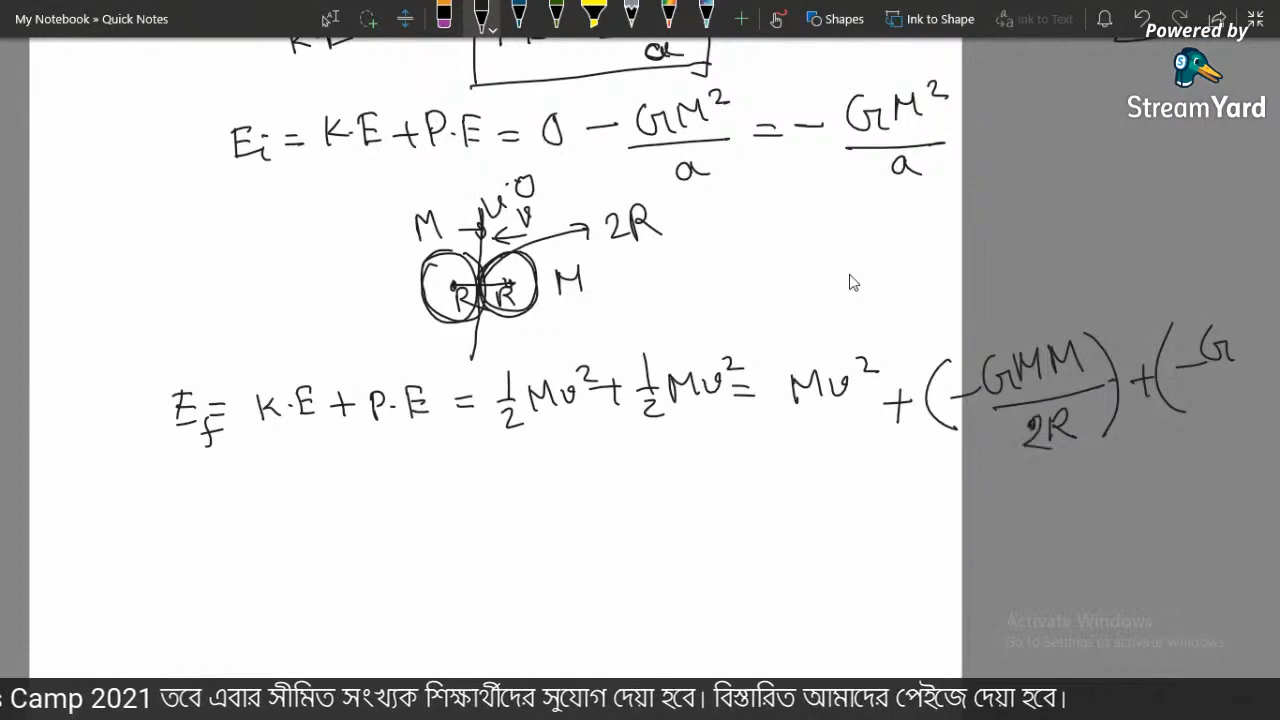 My Notebook » Quick Notes
Shapes
Ink to Shape
Ink to Text
Powered by
StreamYard
a
E_i = K.E + P.E = 0 - GM²/a = - GM²/a
M
v
2R
R R M
E_f = K.E + P.E = ½Mv² + ½Mv² = Mv² + (-GMM/2R) + (-G
Activate Windows
Go to Settings to activate Windows.
s Camp 2021 তবে এবার সীমিত সংখ্যক শিক্ষার্থীদের সুযোগ দেয়া হবে। বিস্তারিত আমাদের পেইজে দেয়া হবে।